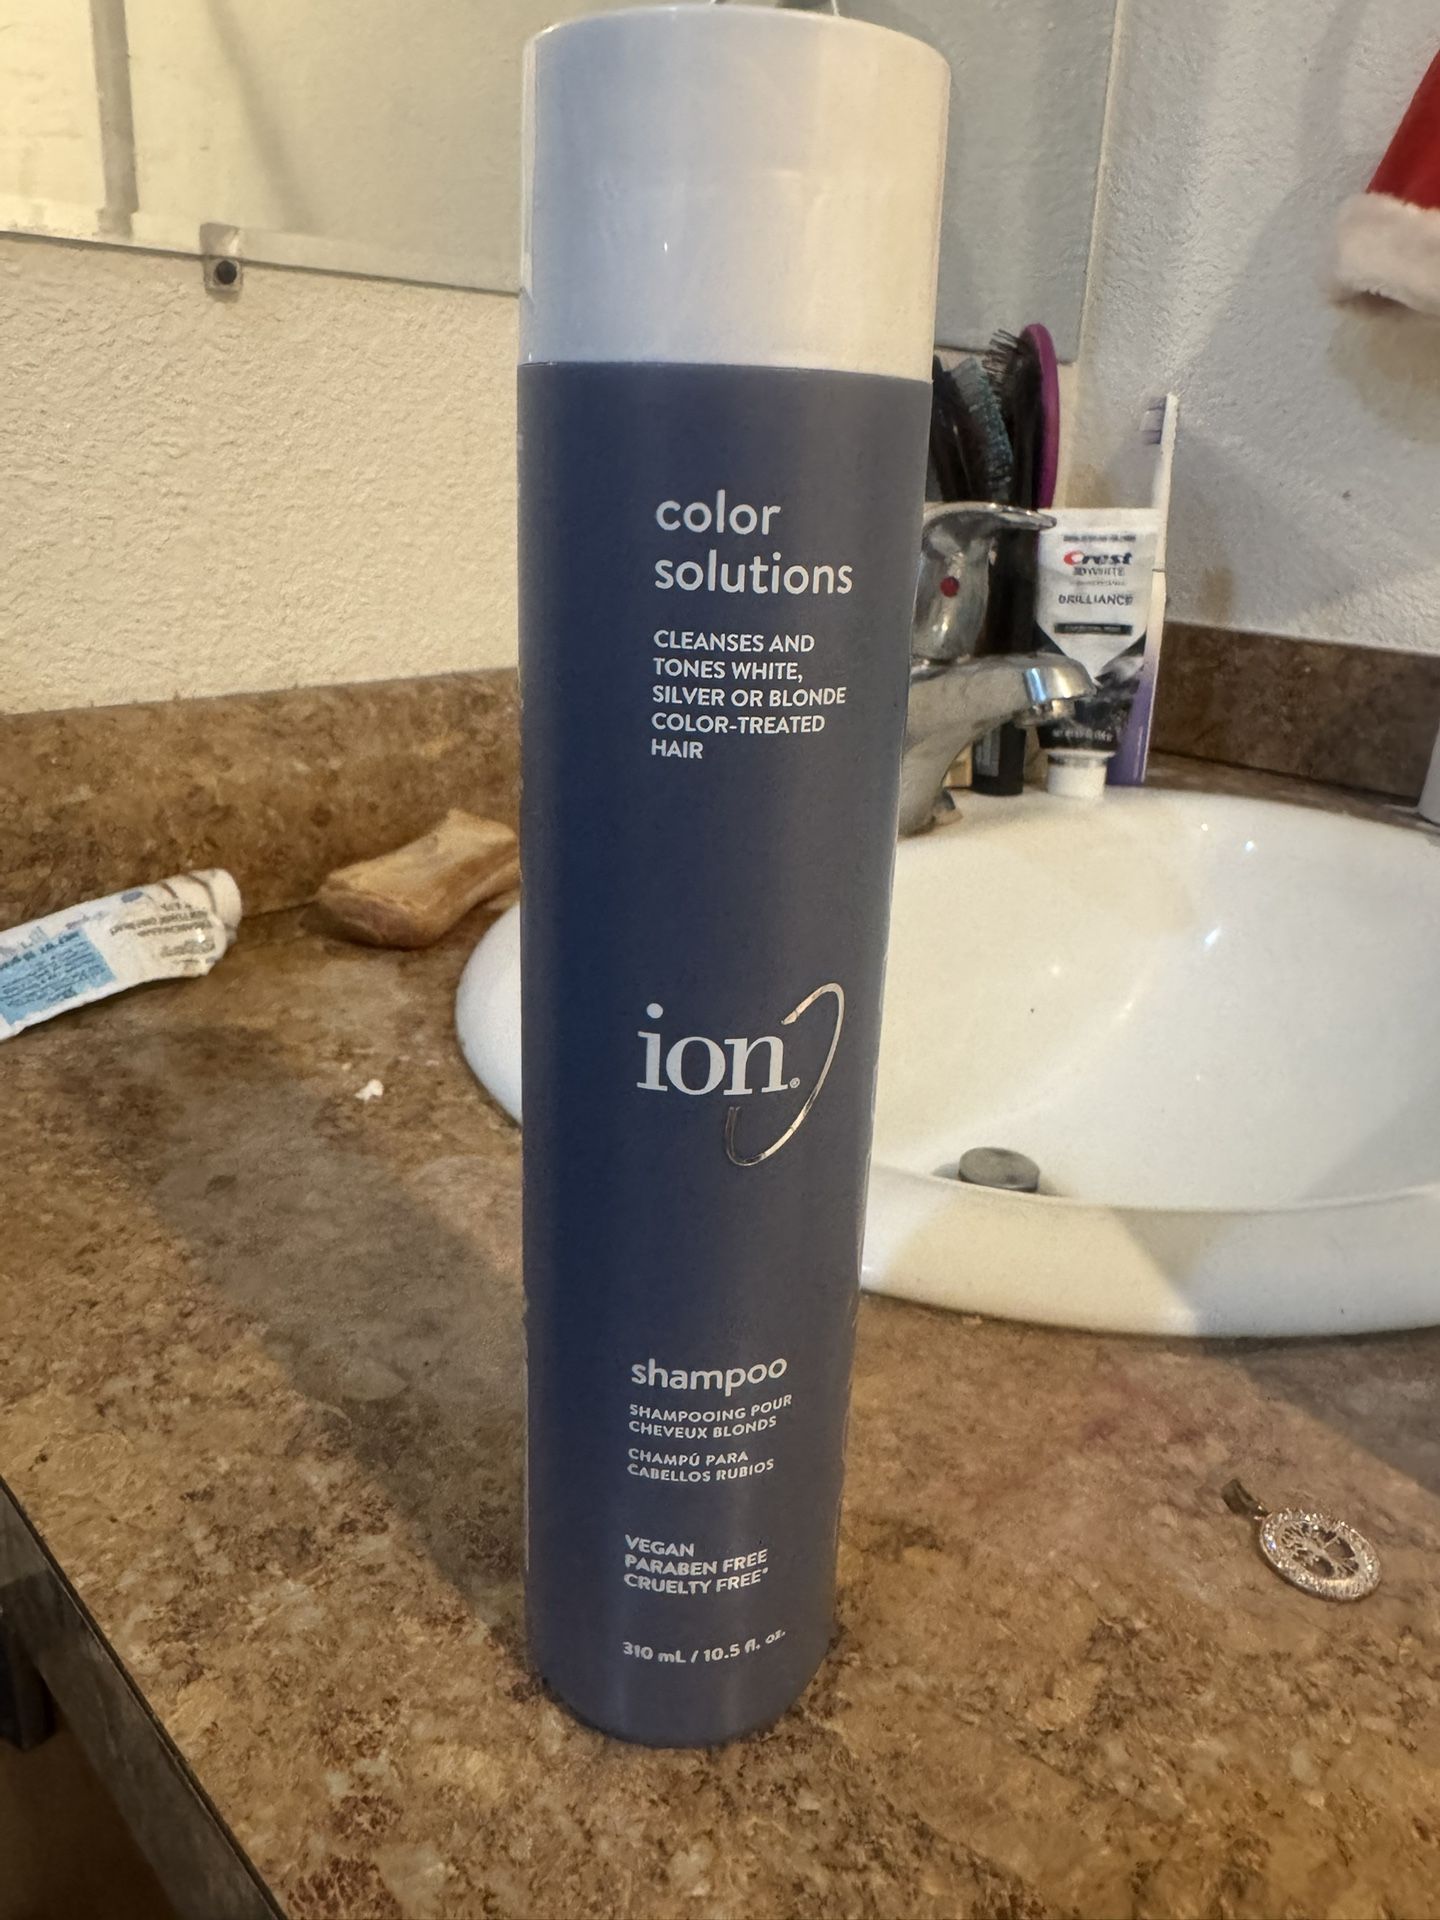 color
solutions
CLEANSES AND
TONES WHITE,
SILVER OR BLONDE
COLOR-TREATED
HAIR
ion®
shampoo
SHAMPOOING POUR
CHEVEUX BLONDS
CHAMPÚ PARA
CABELLOS RUBIOS
VEGAN
PARABEN FREE
CRUELTY FREE*
310 mL / 10.5 fl. oz.
Crest
3DWHITE
BRILLIANCE